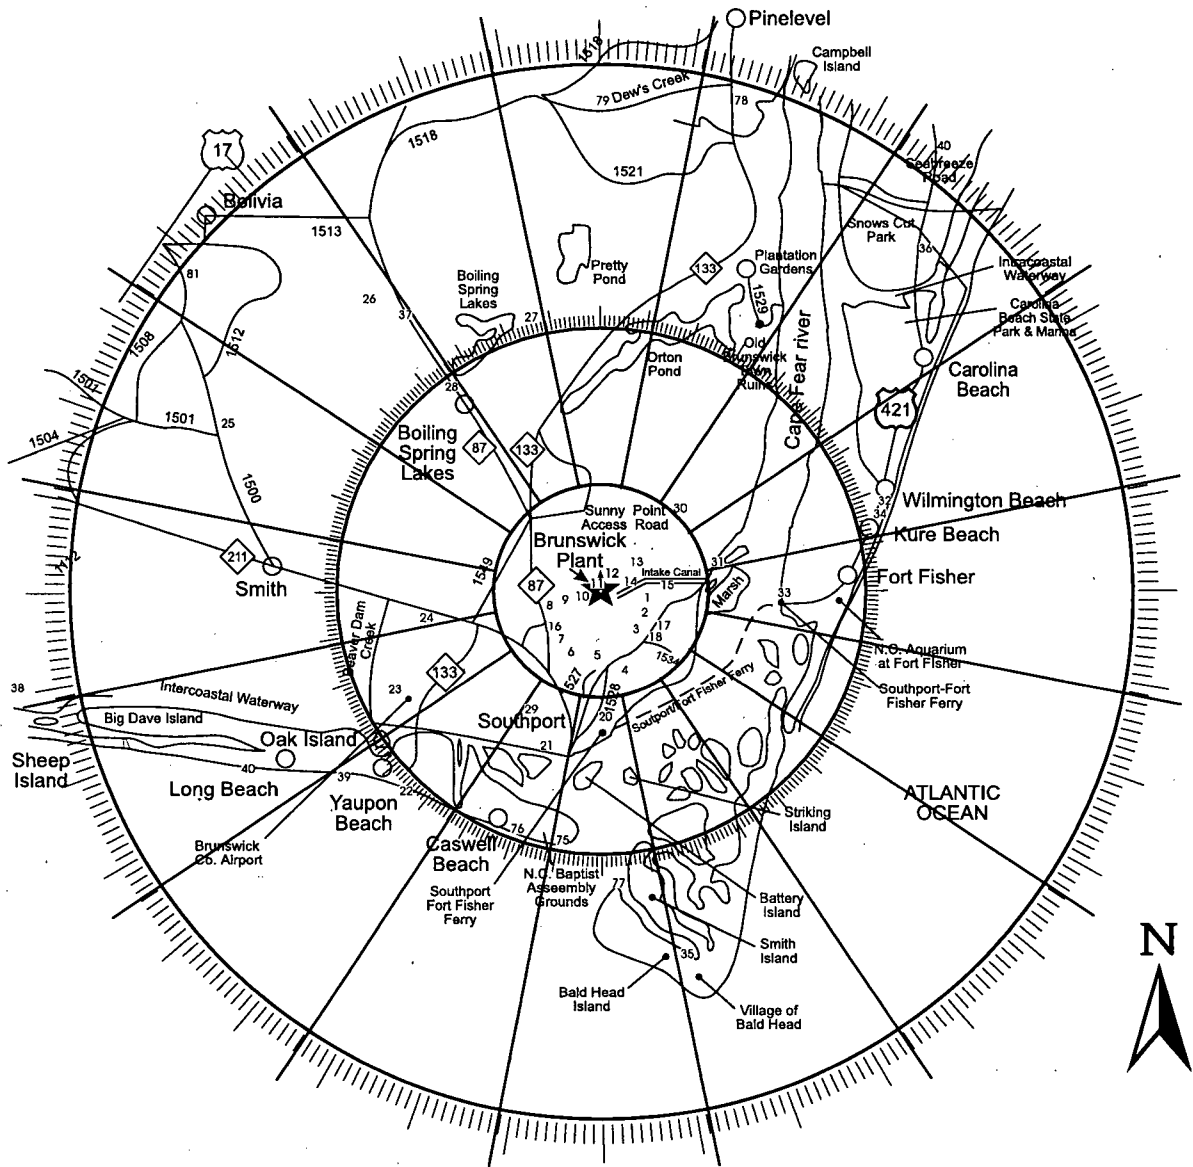 Pinelevel
1518
Campbell
Island
79 Dew's Creek
78
1518
17
40
Seabreeze
Road
1521
Bolivia
1513
Snows Cut
Park
36
Pretty
Pond
133
Plantation
Gardens
Intracoastal
Waterway
81
Boiling
Spring
Lakes
26
37
27
1529
Carolina
Beach State
Park & Marina
1508
1512
Orton
Pond
Old
Brunswick
Town
Ruins
Cape Fear river
Carolina
Beach
28
1501
25
1504
Boiling
Spring
Lakes
87
133
421
1500
Sunny Point
Access Road
30
32
34
Wilmington Beach
Kure Beach
Brunswick
Plant
211
Smith
1549
87
13
12
11
14
Intake Canal
15
31
Marsh
Fort Fisher
10
9
8
1
2
3
17
18
16
7
6
5
4
33
24
1534
N.C. Aquarium
at Fort Fisher
38
Intercoastal Waterway
23
133
1527
1528
Southport-Fort
Fisher Ferry
Big Dave Island
29
Southport
20
Soutport/Fort Fisher Ferry
Oak Island
21
Sheep
Island
Long Beach
40
39
22
Yaupon
Beach
ATLANTIC
OCEAN
Striking
Island
Brunswick
Co. Airport
Caswell
Beach
76
75
N.C. Baptist
Asseembly
Grounds
Southport
Fort Fisher
Ferry
77
Battery
Island
Smith
Island
35
Bald Head
Island
Village of
Bald Head
N